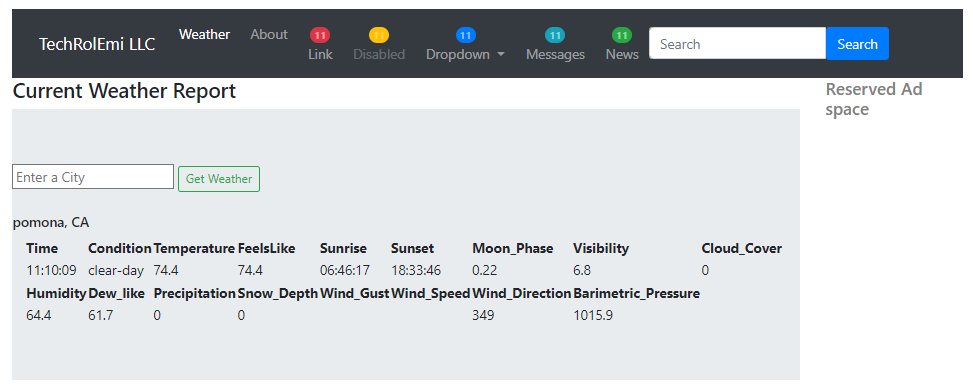 TechRolEmi LLC Weather About 11 Link 11 Disabled 11 Dropdown 11 Messages 11 News Search Search
Current Weather Report
Reserved Ad
space
Enter a City Get Weather
pomona, CA
Time Condition Temperature FeelsLike Sunrise Sunset Moon_Phase Visibility Cloud_Cover
11:10:09 clear-day 74.4 74.4 06:46:17 18:33:46 0.22 6.8 0
Humidity Dew_like Precipitation Snow_Depth Wind_Gust Wind_Speed Wind_Direction Barimetric_Pressure
64.4 61.7 0 0 349 1015.9